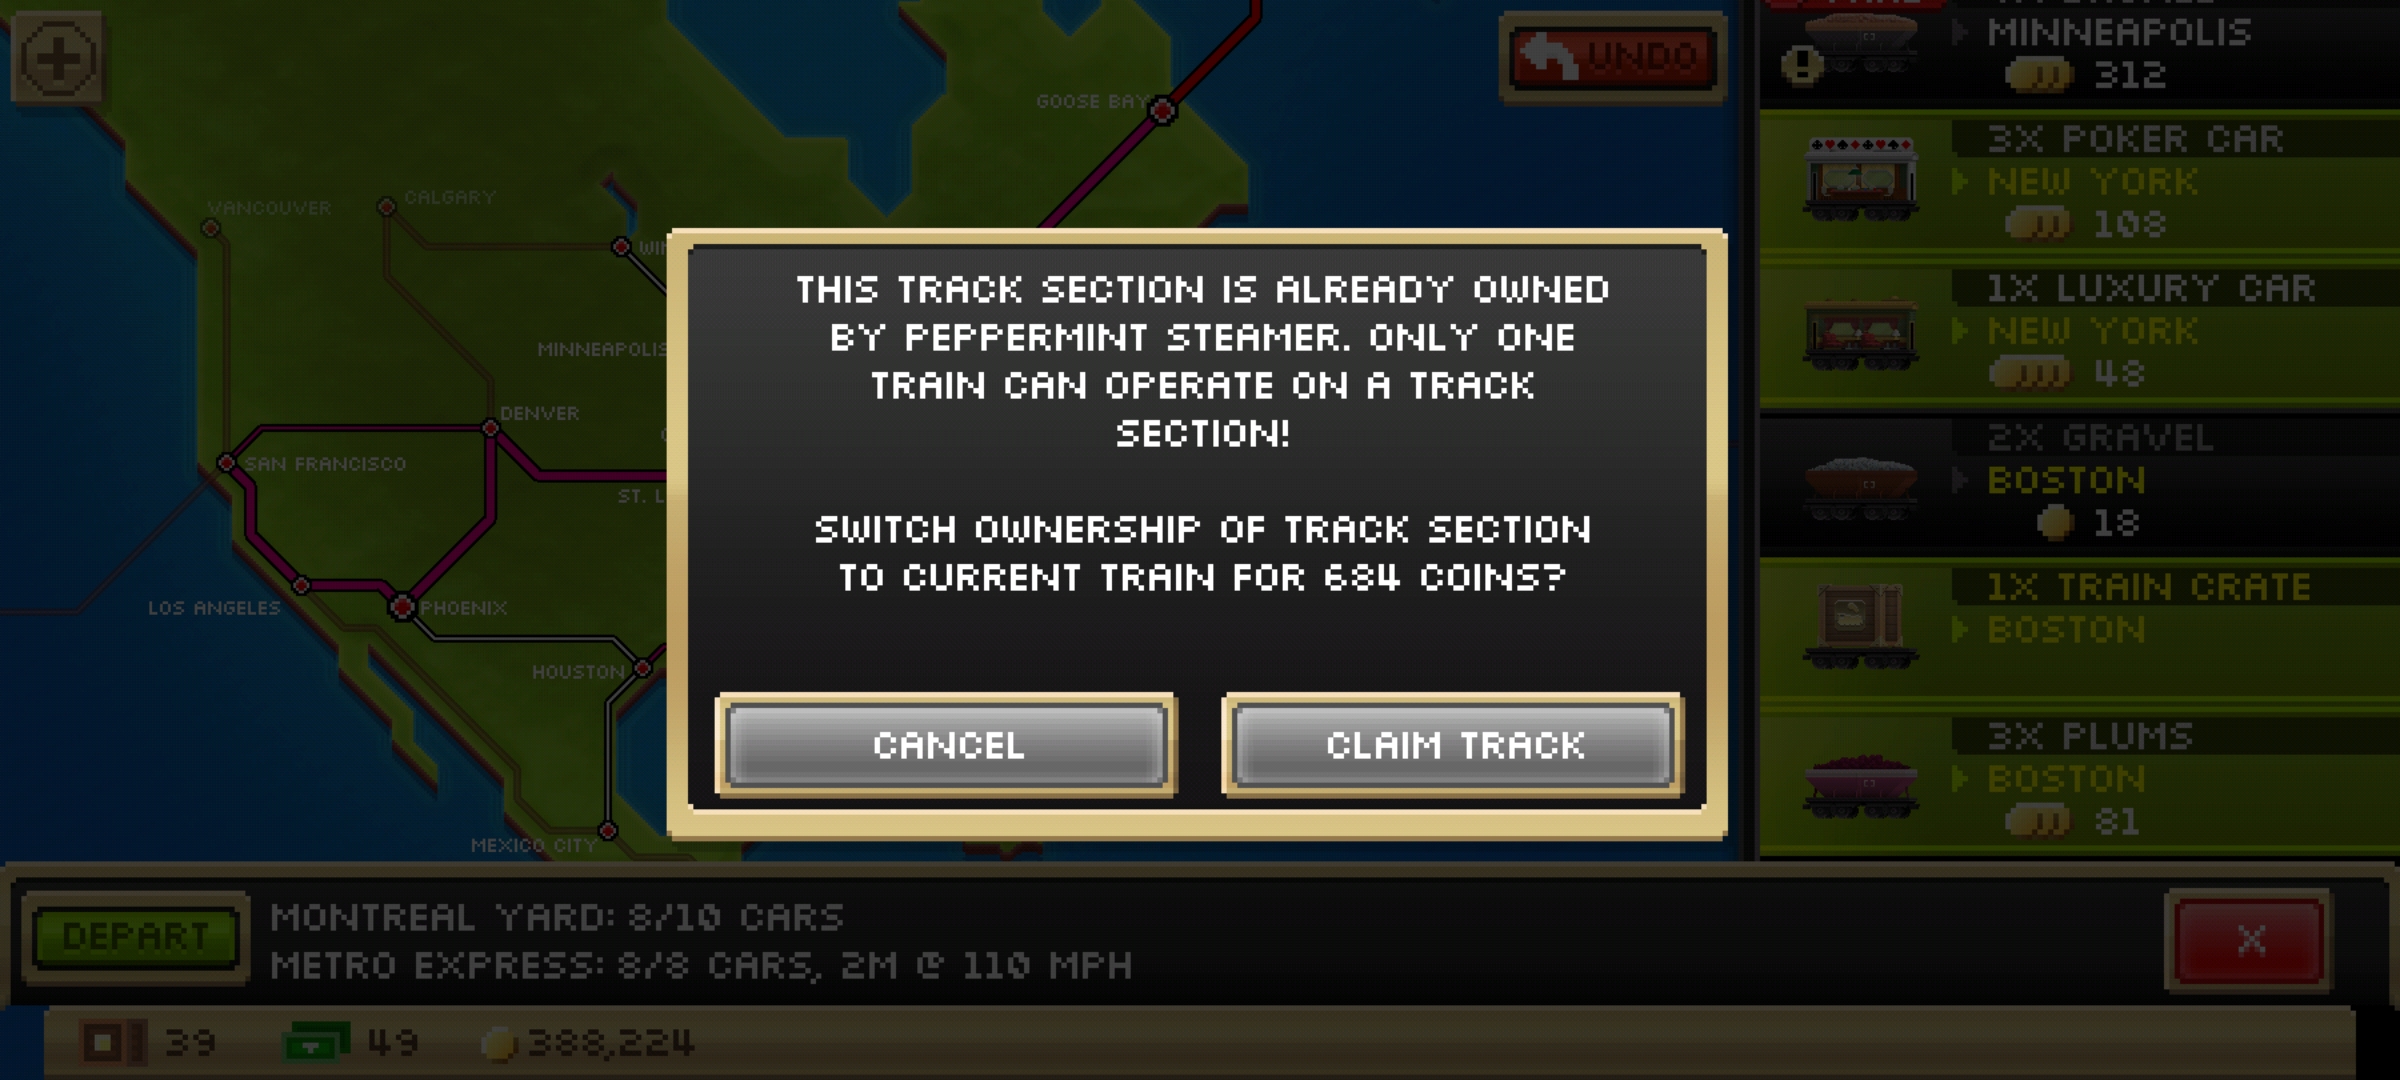 UNDO
GOOSE BAY
VANCOUVER
CALGARY
MINNEAPOLIS
DENVER
SAN FRANCISCO
LOS ANGELES
PHOENIX
HOUSTON
MEXICO CITY
THIS TRACK SECTION IS ALREADY OWNED
BY PEPPERMINT STEAMER. ONLY ONE
TRAIN CAN OPERATE ON A TRACK
SECTION!
SWITCH OWNERSHIP OF TRACK SECTION
TO CURRENT TRAIN FOR 684 COINS?
CANCEL
CLAIM TRACK
MINNEAPOLIS
312
3X POKER CAR
NEW YORK
108
1X LUXURY CAR
NEW YORK
48
2X GRAVEL
BOSTON
18
1X TRAIN CRATE
BOSTON
3X PLUMS
BOSTON
81
DEPART
MONTREAL YARD: 8/10 CARS
METRO EXPRESS: 8/8 CARS, 2M @ 110 MPH
X
39
49
388,224